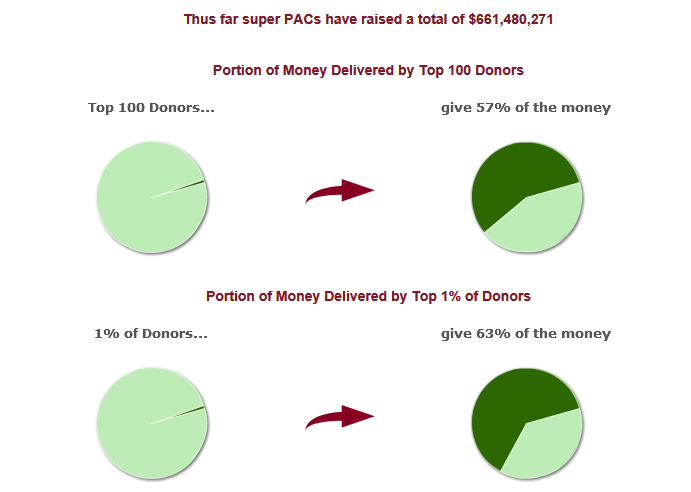 Thus far super PACs have raised a total of $661,480,271
Portion of Money Delivered by Top 100 Donors
Top 100 Donors...
give 57% of the money
Portion of Money Delivered by Top 1% of Donors
1% of Donors...
give 63% of the money